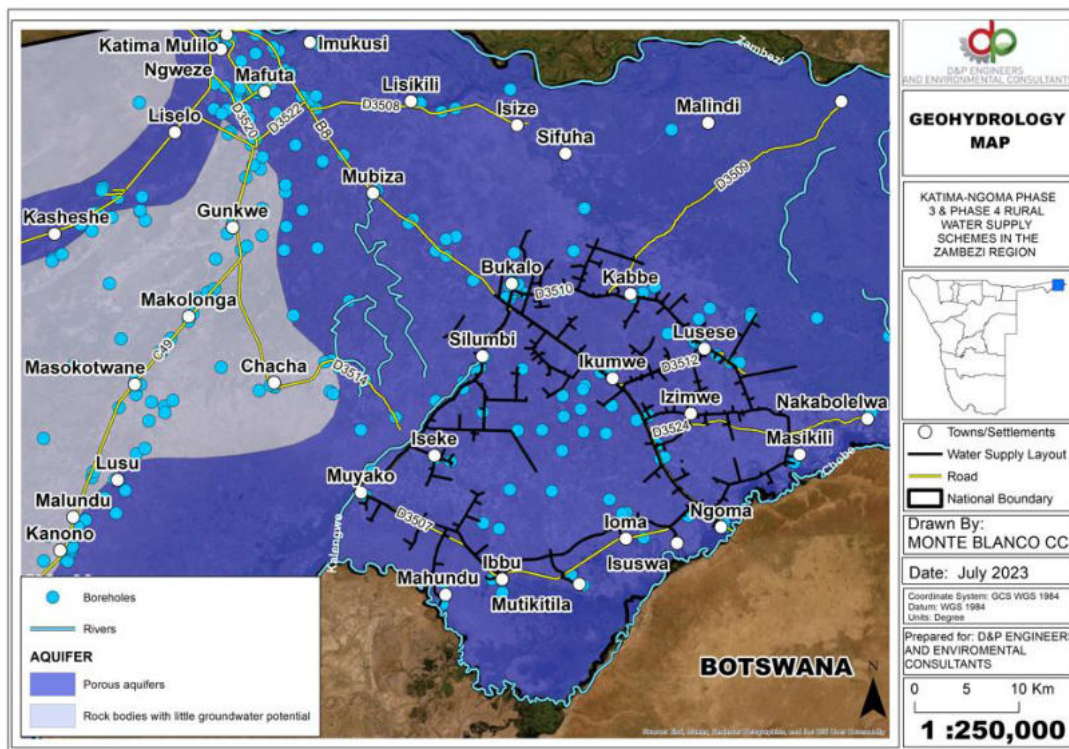 Katima Mulilo
Imukusi
Ngweze
Mafuta
Lisikili
Zambezi
D3508
Isize
Malindi
Liselo
D3520
D3522
B8
Sifuha
Mubiza
D3509
Kasheshe
Gunkwe
Bukalo
Kabbe
D3510
Makolonga
C49
Silumbi
Lusese
Masokotwane
Chacha
D3514
Ikumwe
D3512
Izimwe
Nakabolelwa
D3524
Iseke
Masikili
Lusu
Muyako
Chobe
Malundu
D3507
Ioma
Ngoma
Kanono
Kalengwe
Ibbu
Isuswa
Mahundu
Mutikitila
BOTSWANA
N
Boreholes
Rivers
AQUIFER
Porous aquifers
Rock bodies with little groundwater potential
dp
D&P ENGINEERS
AND ENVIRONMENTAL CONSULTANTS
GEOHYDROLOGY
MAP
KATIMA-NGOMA PHASE
3 & PHASE 4 RURAL
WATER SUPPLY
SCHEMES IN THE
ZAMBEZI REGION
Towns/Settlements
Water Supply Layout
Road
National Boundary
Drawn By:
MONTE BLANCO CC
Date: July 2023
Coordinate System: GCS WGS 1984
Datum: WGS 1984
Units: Degree
Prepared for: D&P ENGINEERS
AND ENVIROMENTAL
CONSULTANTS
0 5 10 Km
1 :250,000